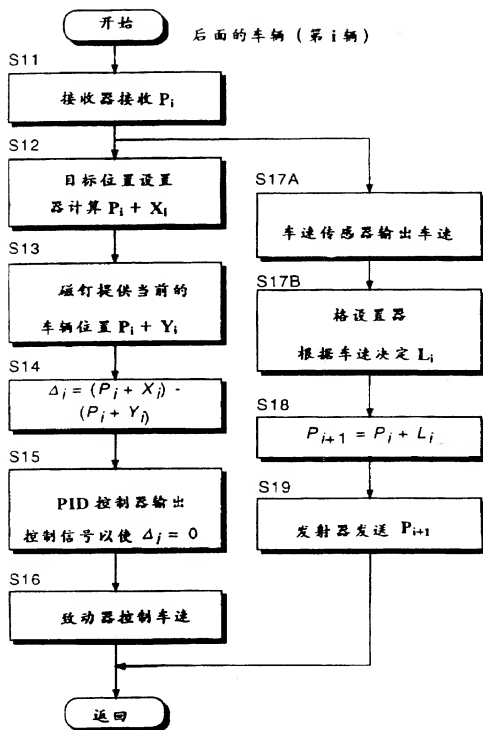 开始
后面的车辆（第i辆）
S11
接收器接收 Pi
S12
目标位置设置
器计算 Pi + Xi
S13
磁钉提供当前的
车辆位置 Pi + Yi
S14
Δi = (Pi + Xi) -
(Pi + Yi)
S15
PID 控制器输出
控制信号以使 Δi = 0
S16
致动器控制车速
S17A
车速传感器输出车速
S17B
格设置器
根据车速决定 Li
S18
Pi+1 = Pi + Li
S19
发射器发送 Pi+1
返回